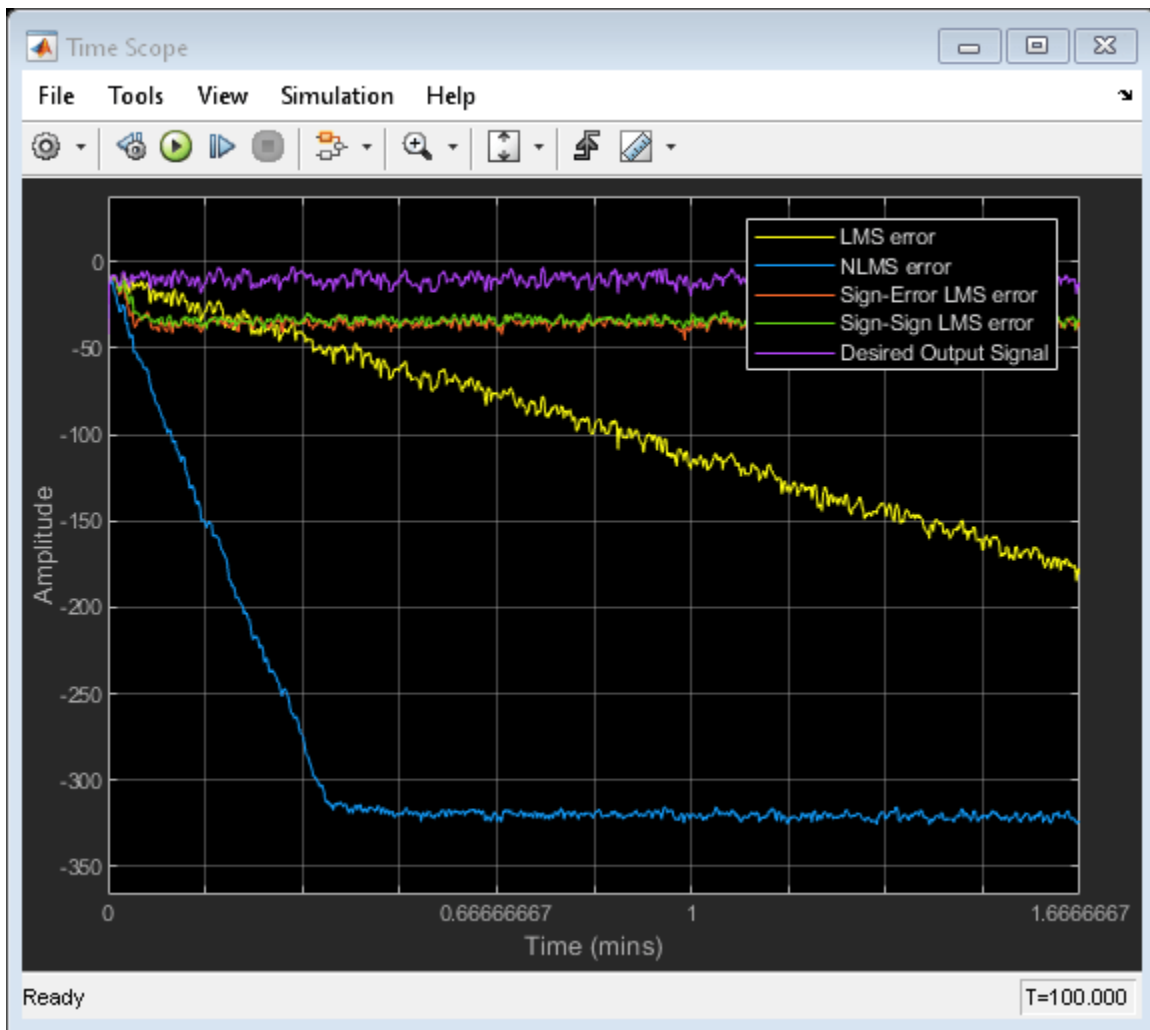 Time Scope
File Tools View Simulation Help
LMS error
NLMS error
Sign-Error LMS error
Sign-Sign LMS error
Desired Output Signal
0
-50
-100
-150
-200
-250
-300
-350
Amplitude
0 0.66666667 1 1.6666667
Time (mins)
Ready T=100.000